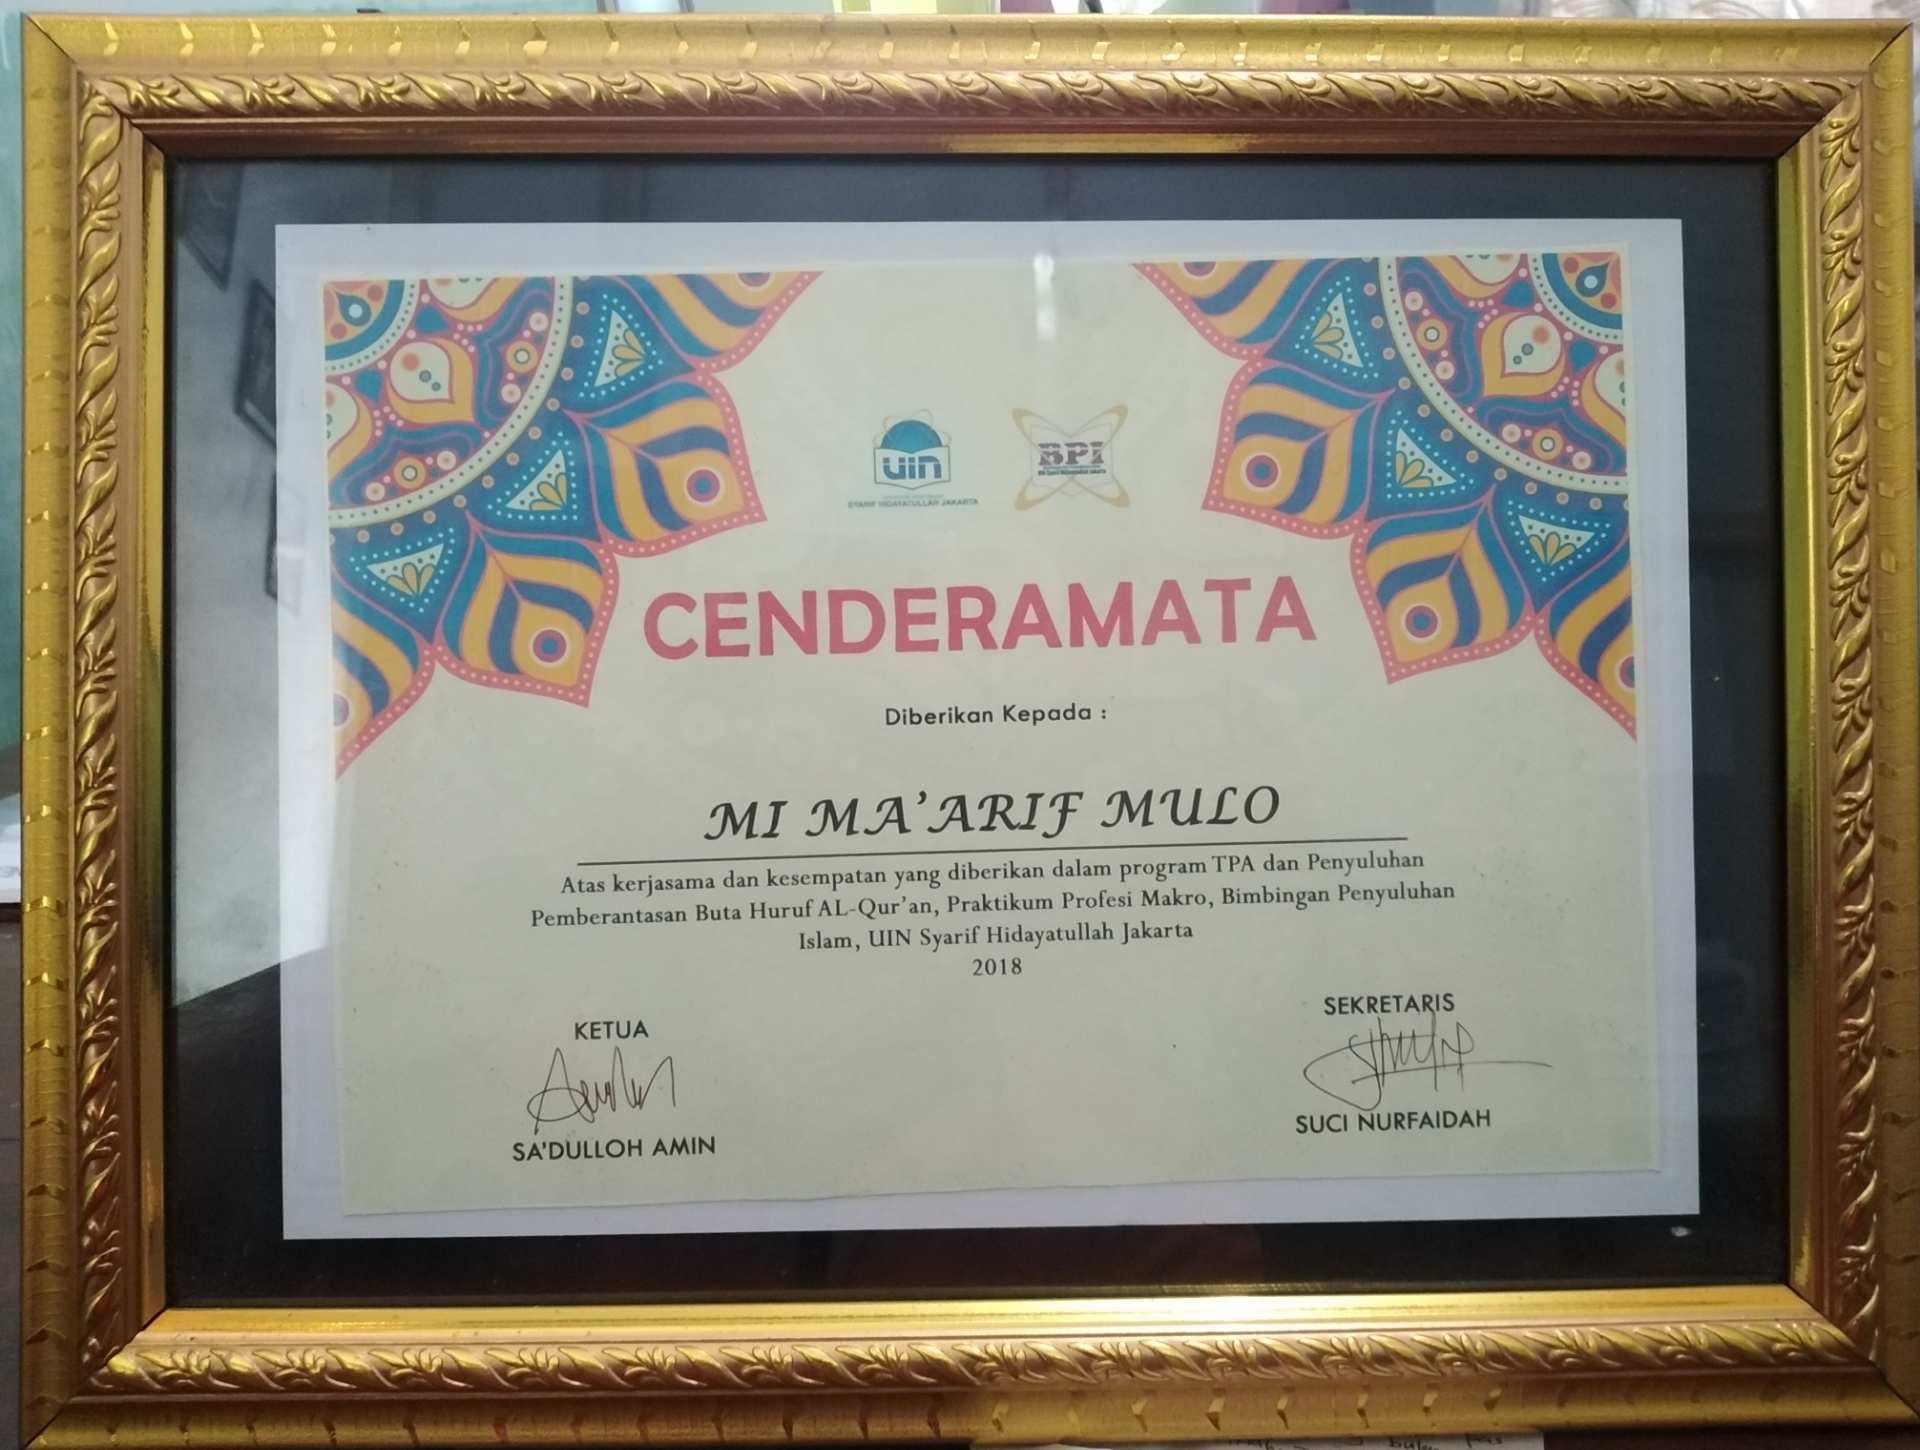 uin
SYARIF HIDAYATULLAH JAKARTA
BPI
CENDERAMATA
Diberikan Kepada :
MI MA'ARIF MULO
Atas kerjasama dan kesempatan yang diberikan dalam program TPA dan Penyuluhan
Pemberantasan Buta Huruf AL-Qur'an, Praktikum Profesi Makro, Bimbingan Penyuluhan
Islam, UIN Syarif Hidayatullah Jakarta
2018
KETUA
SA'DULLOH AMIN
SEKRETARIS
SUCI NURFAIDAH